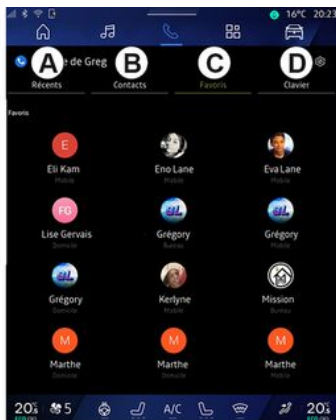 16°C 20:23
A B C D
e de Greg
Récents Contacts Favoris Clavier
Favoris
E
Eli Kam Eno Lane Eva Lane
Mobile Mobile Mobile
FG
Lise Gervais Grégory Grégory
Domicile Bureau Mobile
Grégory Kerlyne Mission
Domicile Mobile Bureau
M M M
Marthe Marthe Marthe
Domicile Domicile Mobile
20% 5 A/C 20%